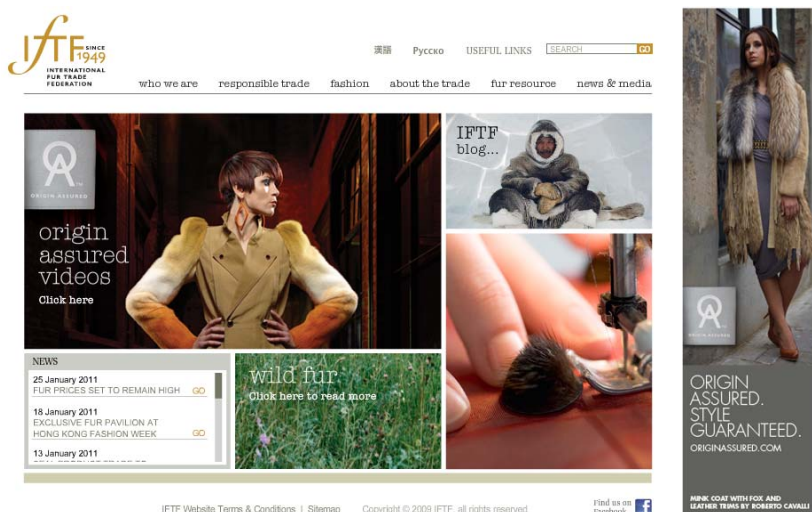 IFTF
SINCE
1949
INTERNATIONAL
FUR TRADE
FEDERATION
漢語 Русско USEFUL LINKS SEARCH GO
who we are responsible trade fashion about the trade fur resource news & media
OA
ORIGIN ASSURED
origin
assured
videos
Click here
IFTF
blog...
NEWS
25 January 2011
FUR PRICES SET TO REMAIN HIGH GO
18 January 2011
EXCLUSIVE FUR PAVILION AT
HONG KONG FASHION WEEK GO
13 January 2011
wild fur
Click here to read more
IFTF Website Terms & Conditions | Sitemap Copyright © 2009 IFTF, all rights reserved
Find us on
Facebook
OA
ORIGIN ASSURED
ORIGIN
ASSURED.
STYLE
GUARANTEED.
ORIGINASSURED.COM
MINK COAT WITH FOX AND
LEATHER TRIMS BY ROBERTO CAVALLI